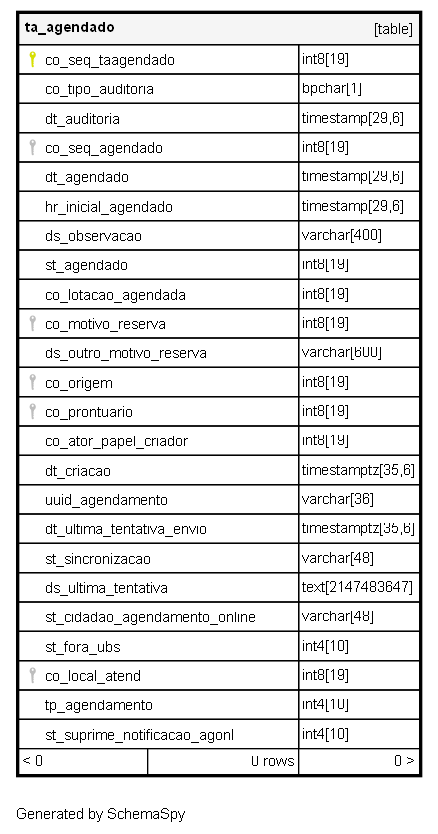 ta_agendado [table]
co_seq_taagendado int8[19]
co_tipo_auditoria bpchar[1]
dt_auditoria timestamp[29,6]
co_seq_agendado int8[19]
dt_agendado timestamp[29,6]
hr_inicial_agendado timestamp[29,6]
ds_observacao varchar[400]
st_agendado int8[19]
co_lotacao_agendada int8[19]
co_motivo_reserva int8[19]
ds_outro_motivo_reserva varchar[600]
co_origem int8[19]
co_prontuario int8[19]
co_ator_papel_criador int8[19]
dt_criacao timestamptz[35,6]
uuid_agendamento varchar[36]
dt_ultima_tentativa_envio timestamptz[35,6]
st_sincronizacao varchar[48]
ds_ultima_tentativa text[2147483647]
st_cidadao_agendamento_online varchar[48]
st_fora_ubs int4[10]
co_local_atend int8[19]
tp_agendamento int4[10]
st_suprime_notificacao_agonl int4[10]
< 0 0 rows 0 >
Generated by SchemaSpy